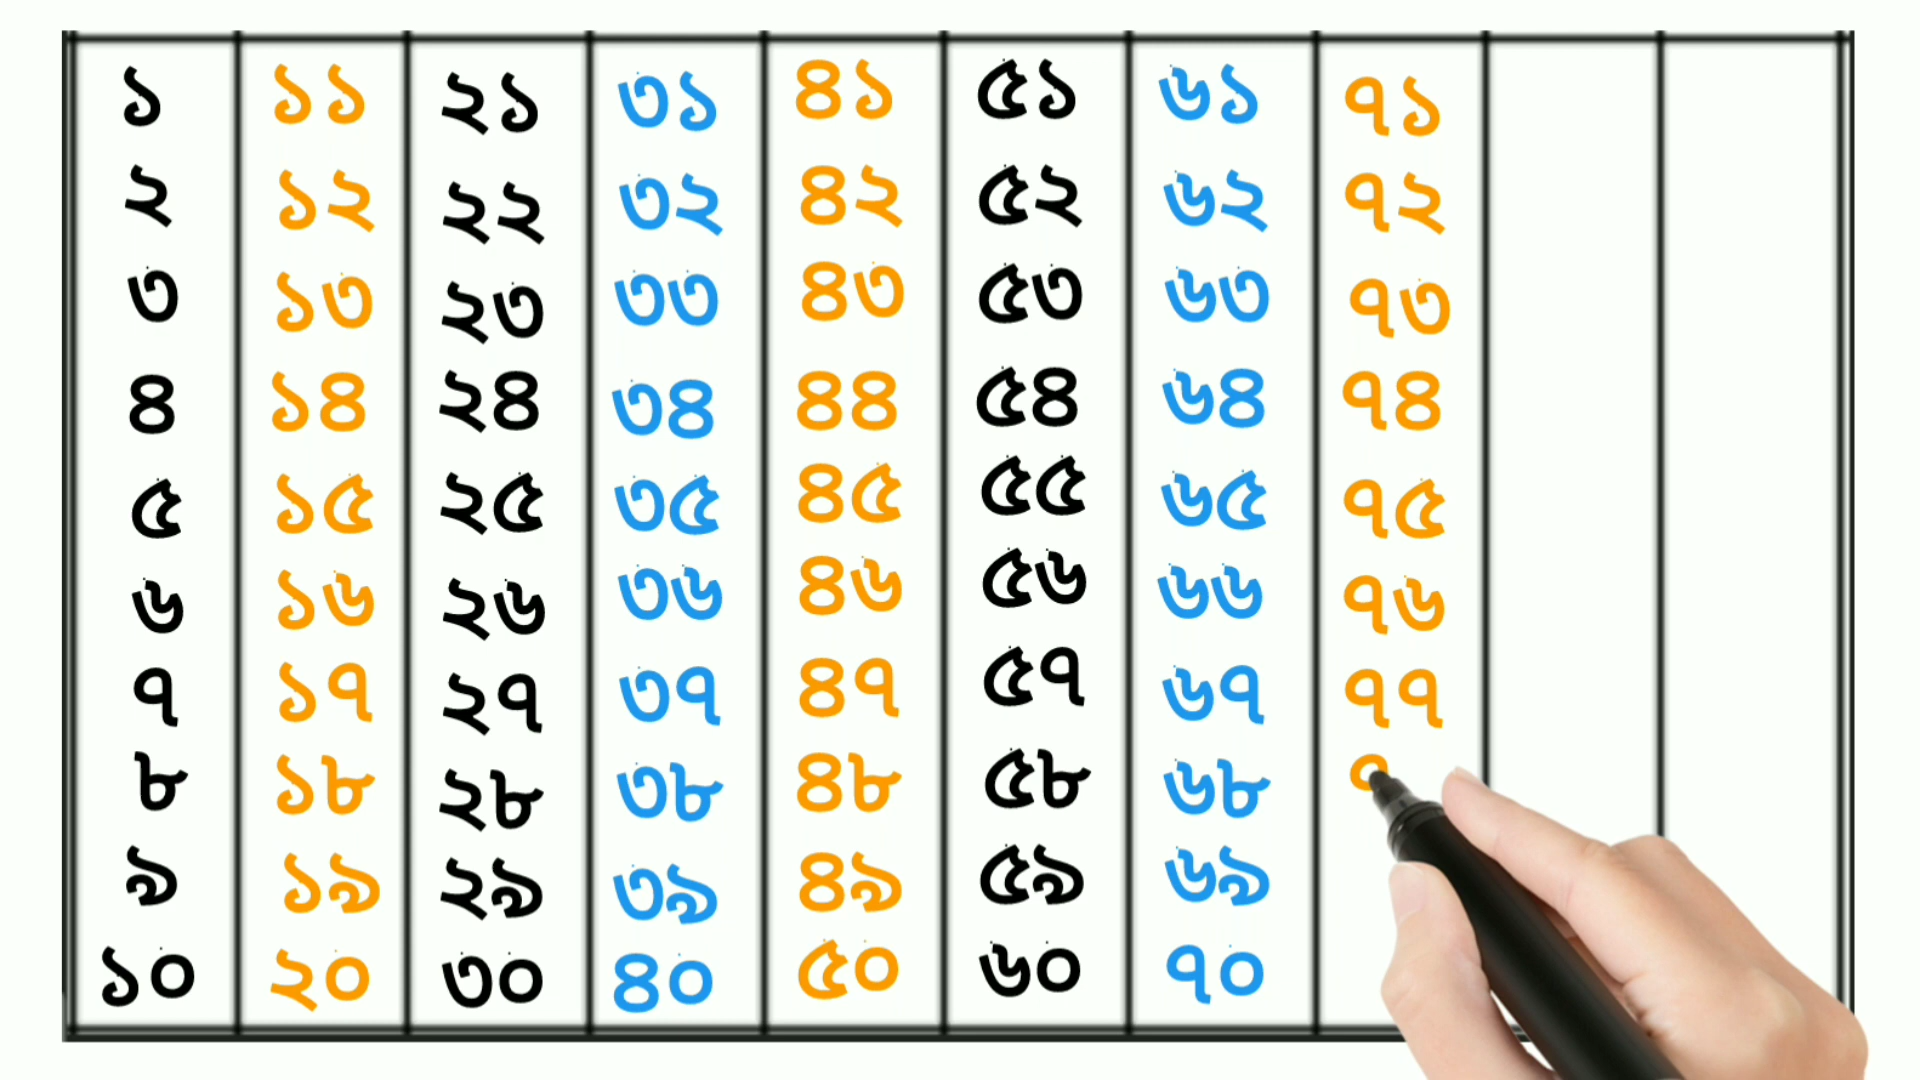 ১ ১১ ২১ ৩১ ৪১ ৫১ ৬১ ৭১
২ ১২ ২২ ৩২ ৪২ ৫২ ৬২ ৭২
৩ ১৩ ২৩ ৩৩ ৪৩ ৫৩ ৬৩ ৭৩
৪ ১৪ ২৪ ৩৪ ৪৪ ৫৪ ৬৪ ৭৪
৫ ১৫ ২৫ ৩৫ ৪৫ ৫৫ ৬৫ ৭৫
৬ ১৬ ২৬ ৩৬ ৪৬ ৫৬ ৬৬ ৭৬
৭ ১৭ ২৭ ৩৭ ৪৭ ৫৭ ৬৭ ৭৭
৮ ১৮ ২৮ ৩৮ ৪৮ ৫৮ ৬৮
৯ ১৯ ২৯ ৩৯ ৪৯ ৫৯ ৬৯
১০ ২০ ৩০ ৪০ ৫০ ৬০ ৭০